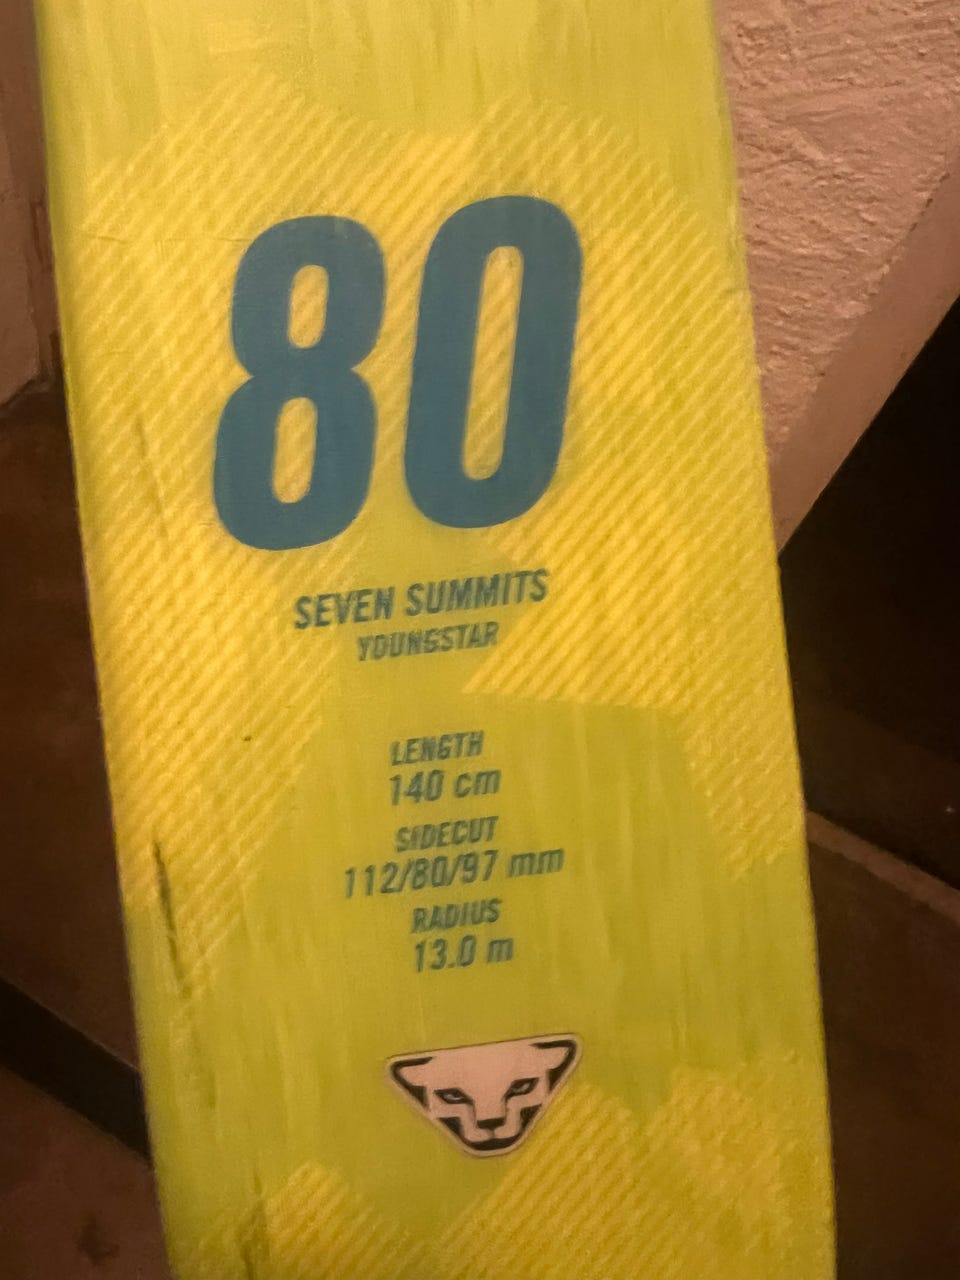 80
SEVEN SUMMITS
YOUNGSTAR
LENGTH
140 cm
SIDECUT
112/80/97 mm
RADIUS
13.0 m